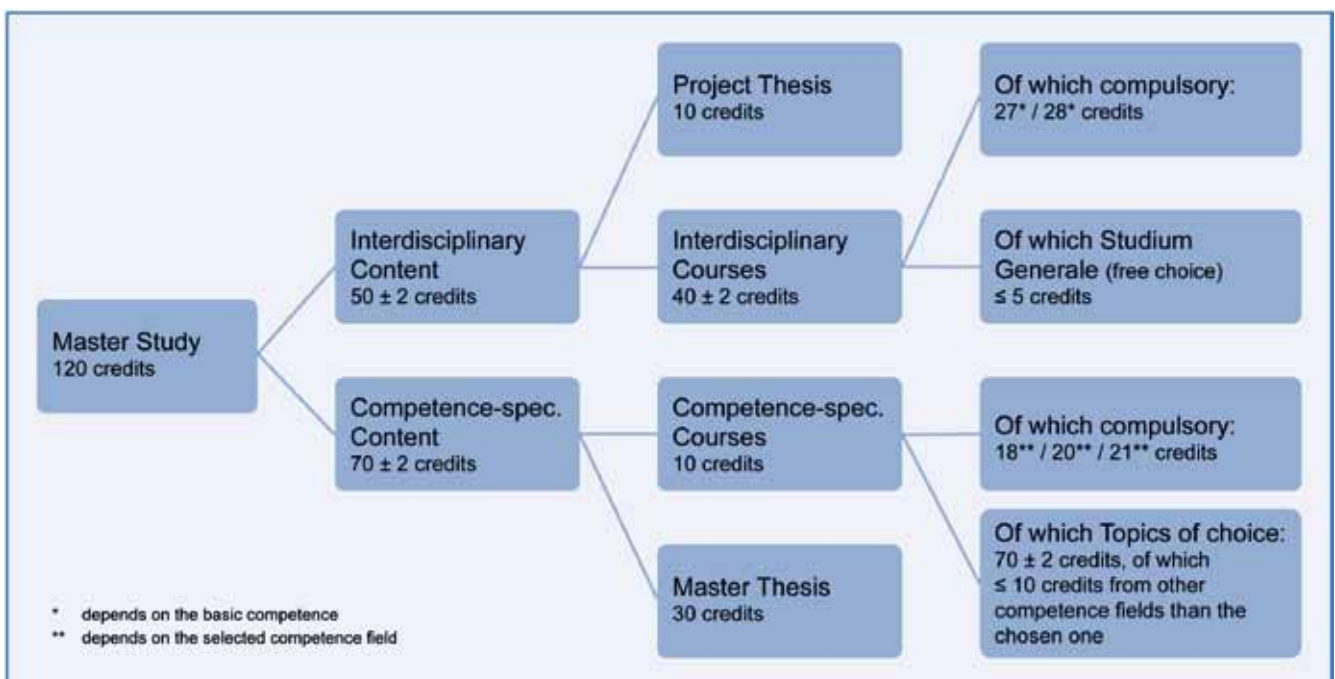 Master Study
120 credits
Interdisciplinary
Content
50 ± 2 credits
Competence-spec.
Content
70 ± 2 credits
Project Thesis
10 credits
Interdisciplinary
Courses
40 ± 2 credits
Competence-spec.
Courses
10 credits
Master Thesis
30 credits
Of which compulsory:
27* / 28* credits
Of which Studium
Generale (free choice)
≤ 5 credits
Of which compulsory:
18** / 20** / 21** credits
Of which Topics of choice:
70 ± 2 credits, of which
≤ 10 credits from other
competence fields than the
chosen one
* depends on the basic competence
** depends on the selected competence field